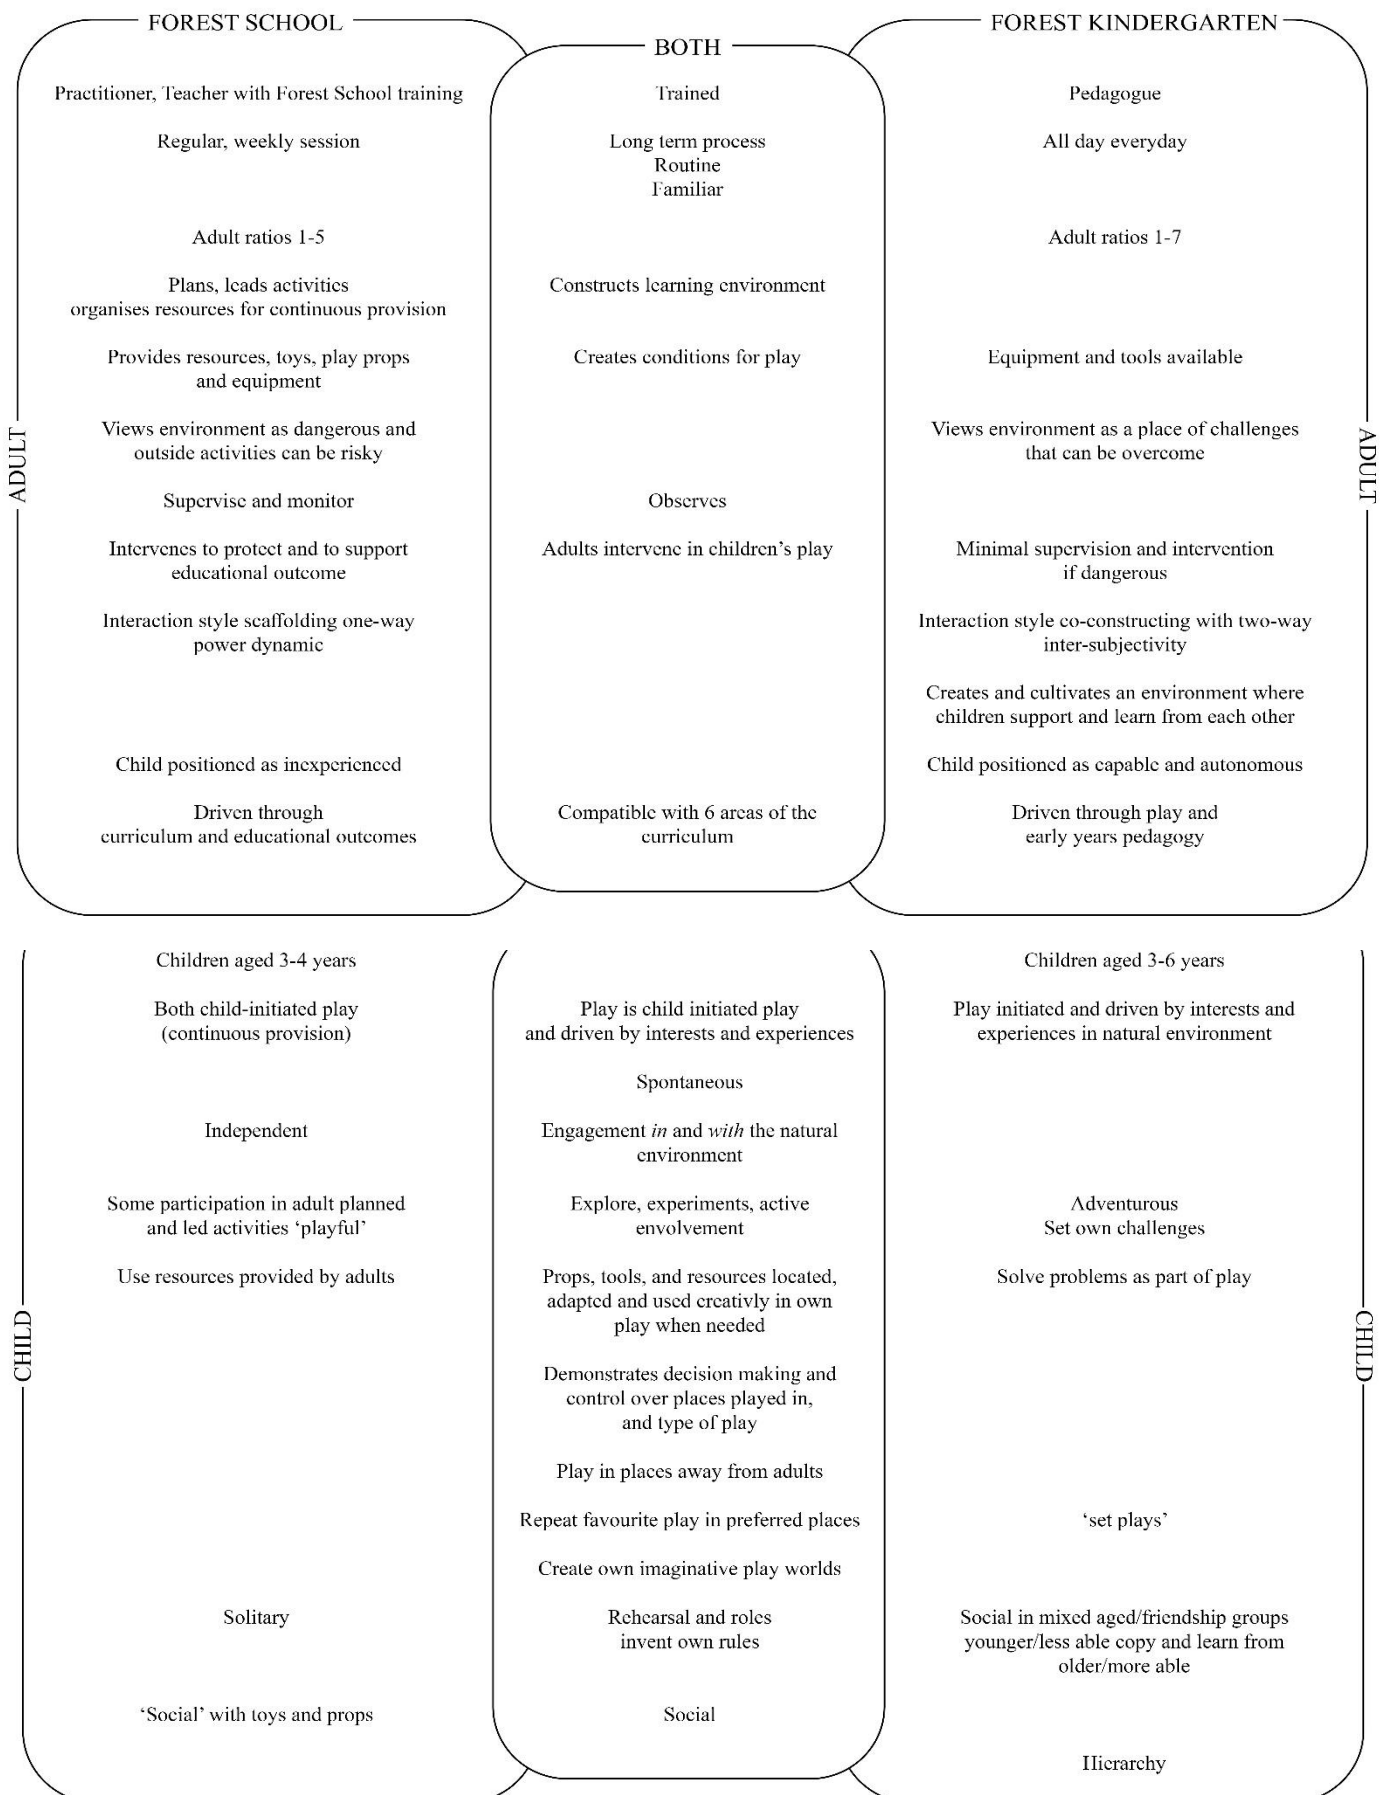 FOREST SCHOOL
BOTH
FOREST KINDERGARTEN
Practitioner, Teacher with Forest School training
Trained
Pedagogue
Regular, weekly session
Long term process
All day everyday
Routine
Familiar
Adult ratios 1-5
Adult ratios 1-7
Plans, leads activities
organises resources for continuous provision
Constructs learning environment
Provides resources, toys, play props
and equipment
Creates conditions for play
Equipment and tools available
Views environment as dangerous and
outside activities can be risky
Views environment as a place of challenges
that can be overcome
ADULT
ADULT
Supervise and monitor
Observes
Intervenes to protect and to support
educational outcome
Adults intervene in children's play
Minimal supervision and intervention
if dangerous
Interaction style scaffolding one-way
power dynamic
Interaction style co-constructing with two-way
inter-subjectivity
Creates and cultivates an environment where
children support and learn from each other
Child positioned as inexperienced
Child positioned as capable and autonomous
Driven through
curriculum and educational outcomes
Compatible with 6 areas of the
curriculum
Driven through play and
early years pedagogy
Children aged 3-4 years
Children aged 3-6 years
Both child-initiated play
(continuous provision)
Play is child initiated play
and driven by interests and experiences
Play initiated and driven by interests and
experiences in natural environment
Spontaneous
Independent
Engagement in and with the natural
environment
Some participation in adult planned
and led activities ‘playful’
Explore, experiments, active
envolvement
Adventurous
Set own challenges
Use resources provided by adults
Props, tools, and resources located,
adapted and used creativly in own
play when needed
Solve problems as part of play
CHILD
CHILD
Demonstrates decision making and
control over places played in,
and type of play
Play in places away from adults
Repeat favourite play in preferred places
‘set plays’
Create own imaginative play worlds
Solitary
Rehearsal and roles
invent own rules
Social in mixed aged/friendship groups
younger/less able copy and learn from
older/more able
‘Social’ with toys and props
Social
Hierarchy